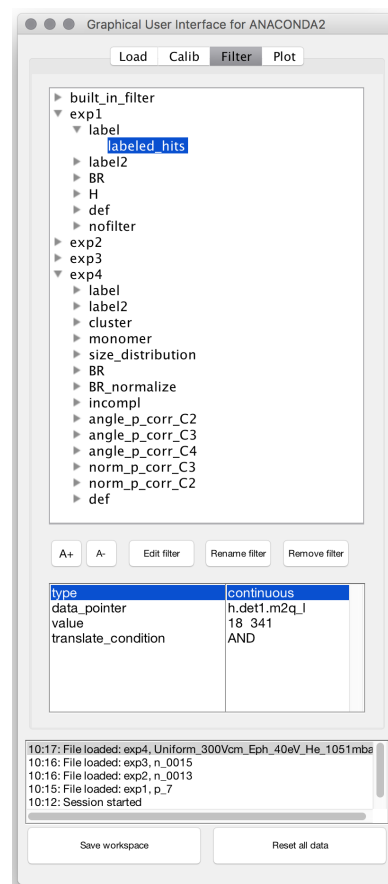 Graphical User Interface for ANACONDA2
Load Calib Filter Plot
built_in_filter
exp1
label
labeled_hits
label2
BR
H
def
nofilter
exp2
exp3
exp4
label
label2
cluster
monomer
size_distribution
BR
BR_normalize
incompl
angle_p_corr_C2
angle_p_corr_C3
angle_p_corr_C4
norm_p_corr_C3
norm_p_corr_C2
def
A+ A- Edit filter Rename filter Remove filter
type continuous
data_pointer h.det1.m2q_l
value 18 341
translate_condition AND
10:17: File loaded: exp4, Uniform_300Vcm_Eph_40eV_He_1051mba
10:16: File loaded: exp3, n_0015
10:16: File loaded: exp2, n_0013
10:15: File loaded: exp1, p_7
10:12: Session started
Save workspace Reset all data